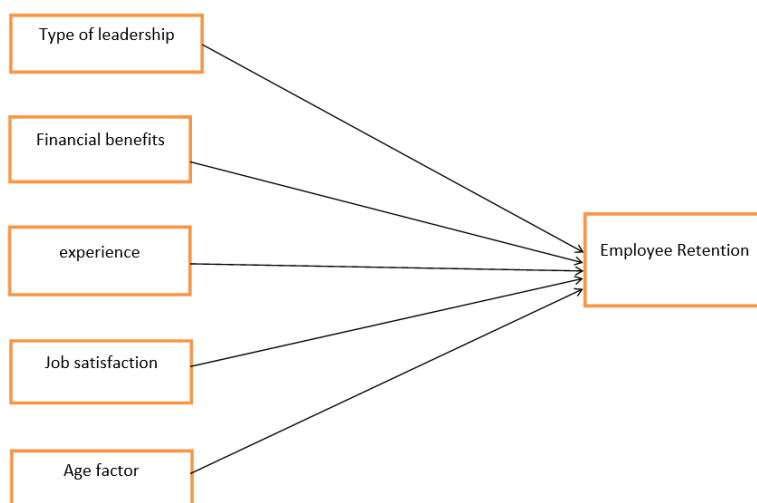 Type of leadership
Financial benefits
experience
Employee Retention
Job satisfaction
Age factor